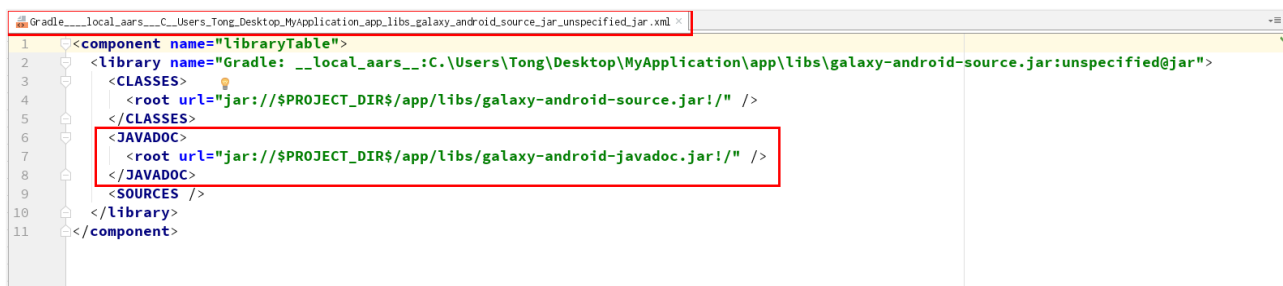 Gradle____local_aars___C__Users_Tong_Desktop_MyApplication_app_libs_galaxy_android_source_jar_unspecified_jar.xml ×
1 <component name="libraryTable">
2 <library name="Gradle: __local_aars__:C.\Users\Tong\Desktop\MyApplication\app\libs\galaxy-android-source.jar:unspecified@jar">
3 <CLASSES>
4 <root url="jar://$PROJECT_DIR$/app/libs/galaxy-android-source.jar!/" />
5 </CLASSES>
6 <JAVADOC>
7 <root url="jar://$PROJECT_DIR$/app/libs/galaxy-android-javadoc.jar!/" />
8 </JAVADOC>
9 <SOURCES />
10 </library>
11 </component>